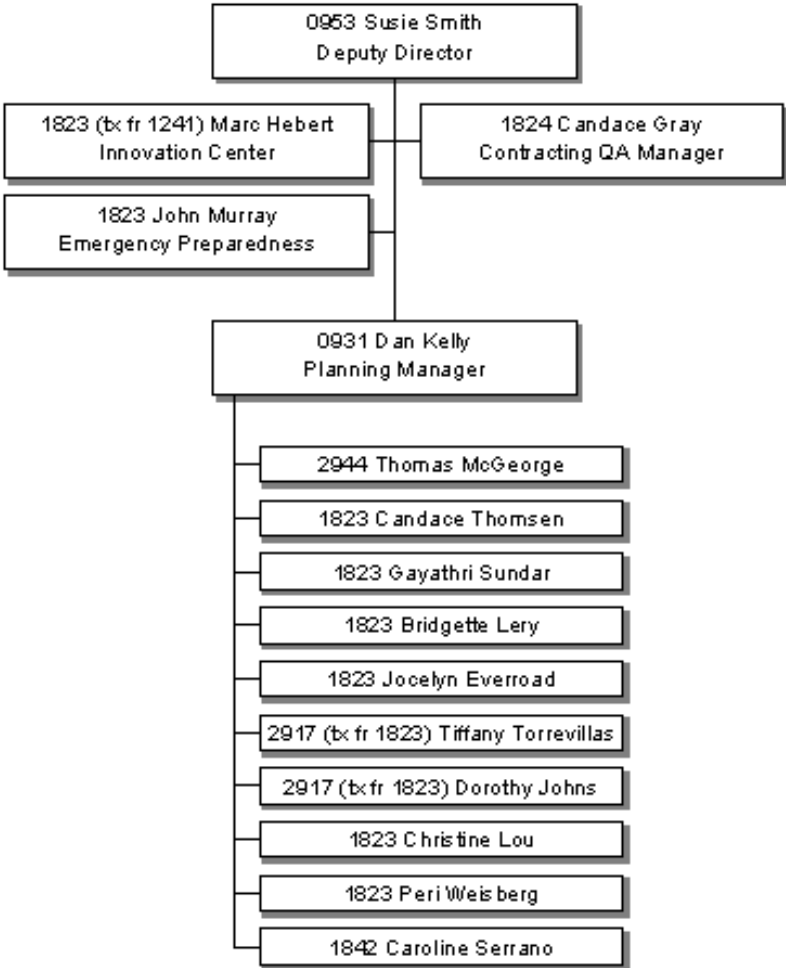 0953 Susie Smith
Deputy Director
1823 (tx fr 1241) Marc Hebert
Innovation Center
1824 Candace Gray
Contracting QA Manager
1823 John Murray
Emergency Preparedness
0931 Dan Kelly
Planning Manager
2944 Thomas McGeorge
1823 Candace Thomsen
1823 Gayathri Sundar
1823 Bridgette Lery
1823 Jocelyn Everroad
2917 (tx fr 1823) Tiffany Torrevillas
2917 (tx fr 1823) Dorothy Johns
1823 Christine Lou
1823 Peri Weisberg
1842 Caroline Serrano